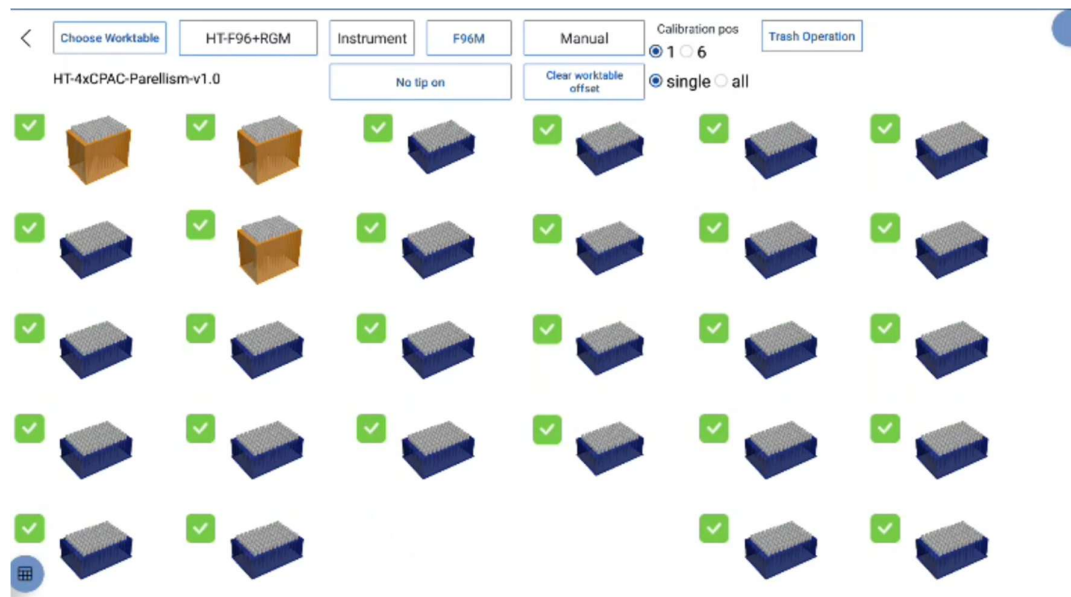 Choose Worktable
HT-F96+RGM
Instrument
F96M
Manual
Calibration pos
1 6
Trash Operation
HT-4xCPAC-Parellism-v1.0
No tip on
Clear worktable
offset
single all